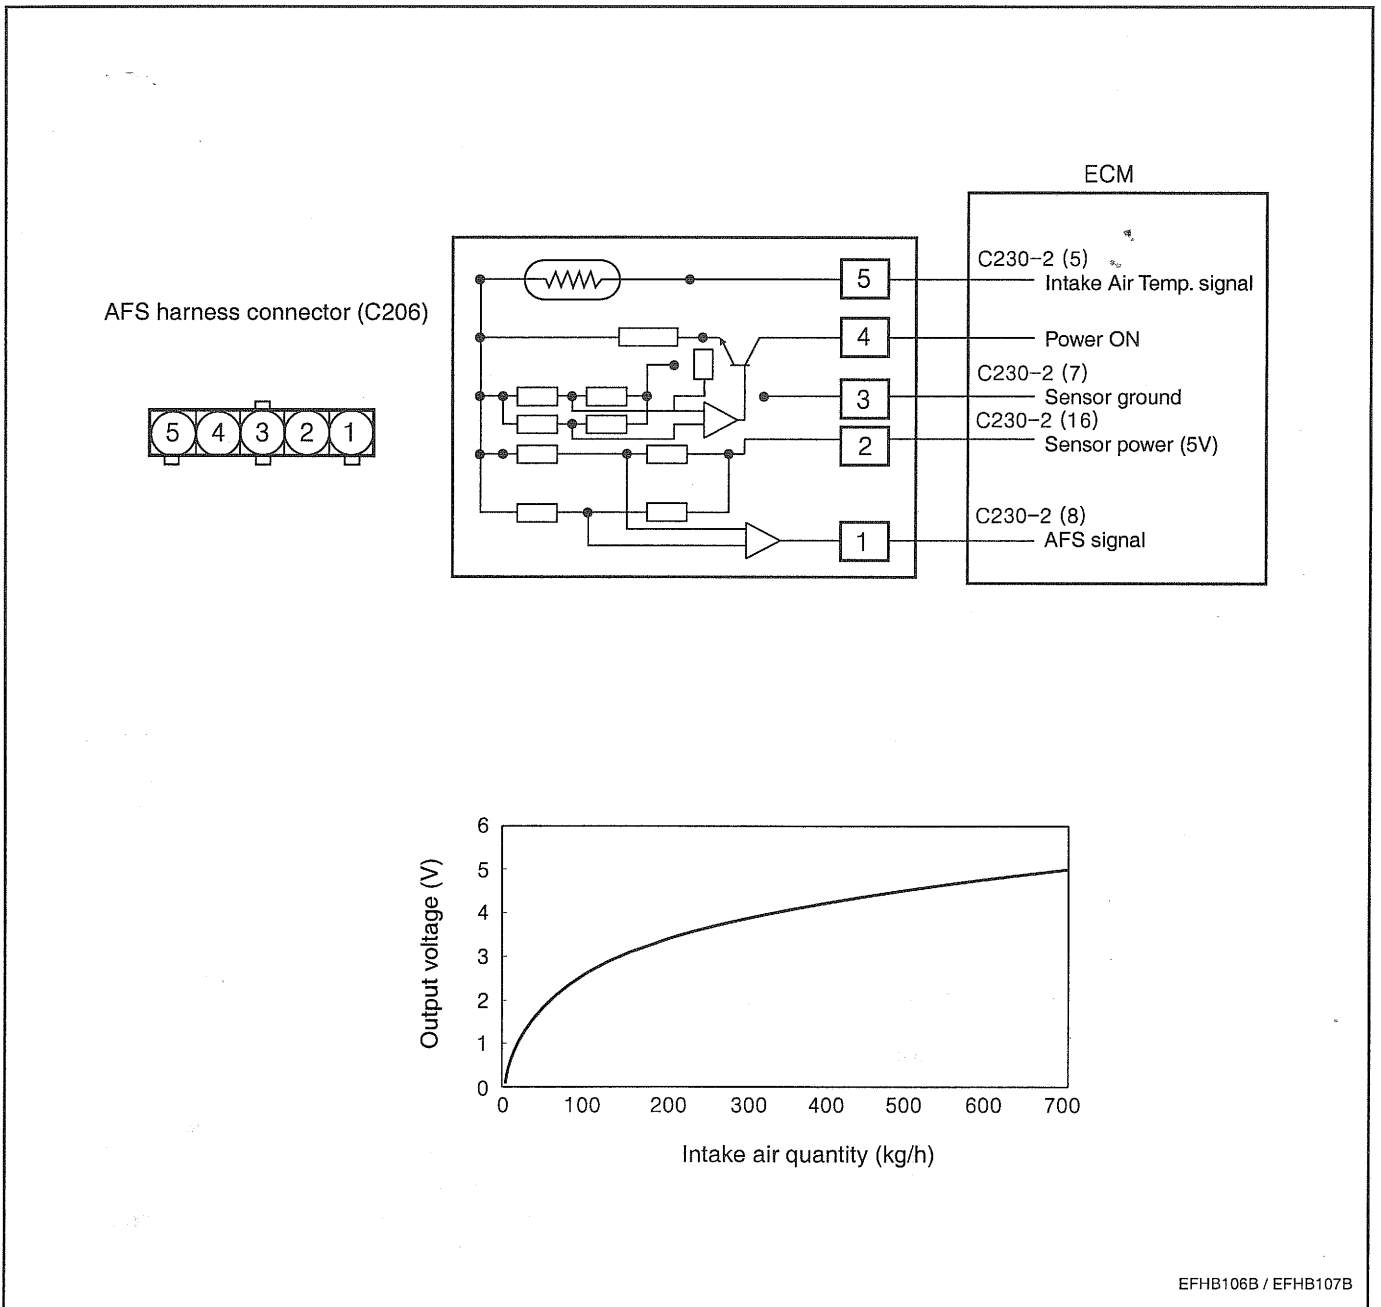 ECM
C230-2 (5)
Intake Air Temp. signal
5
AFS harness connector (C206)
4
Power ON
C230-2 (7)
3
Sensor ground
C230-2 (16)
5 4 3 2 1
2
Sensor power (5V)
C230-2 (8)
1
AFS signal
6
5
4
3
2
1
0
Output voltage (V)
0 100 200 300 400 500 600 700
Intake air quantity (kg/h)
EFHB106B / EFHB107B